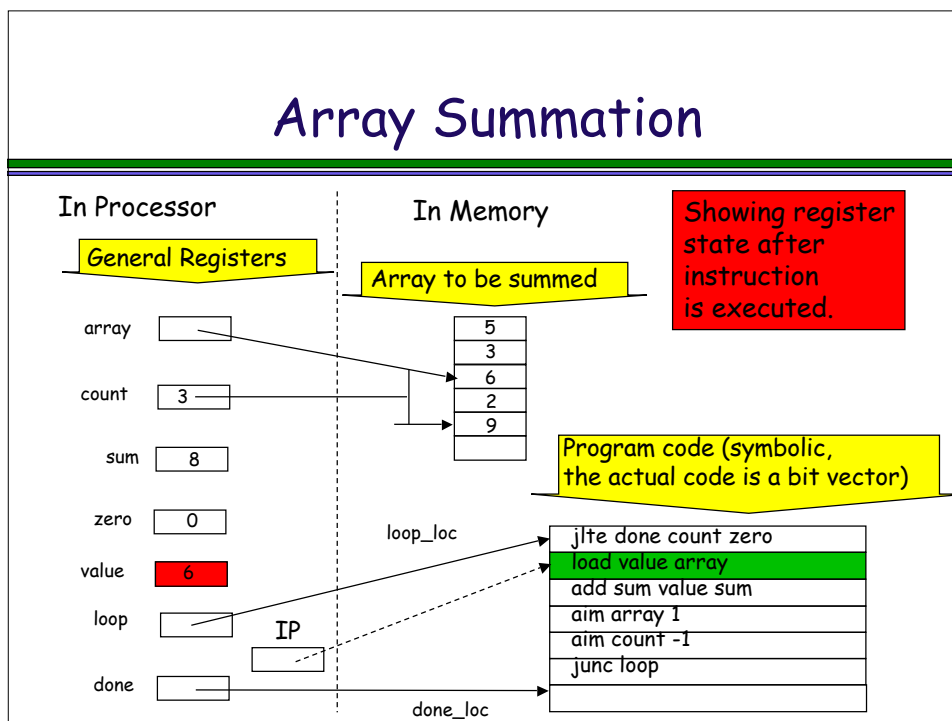 Array Summation
In Processor
In Memory
Showing register
state after
instruction
is executed.
General Registers
Array to be summed
array
count
3
sum
8
zero
0
value
6
loop
IP
done
5
3
6
2
9
Program code (symbolic,
the actual code is a bit vector)
loop_loc
jlte done count zero
load value array
add sum value sum
aim array 1
aim count -1
junc loop
done_loc